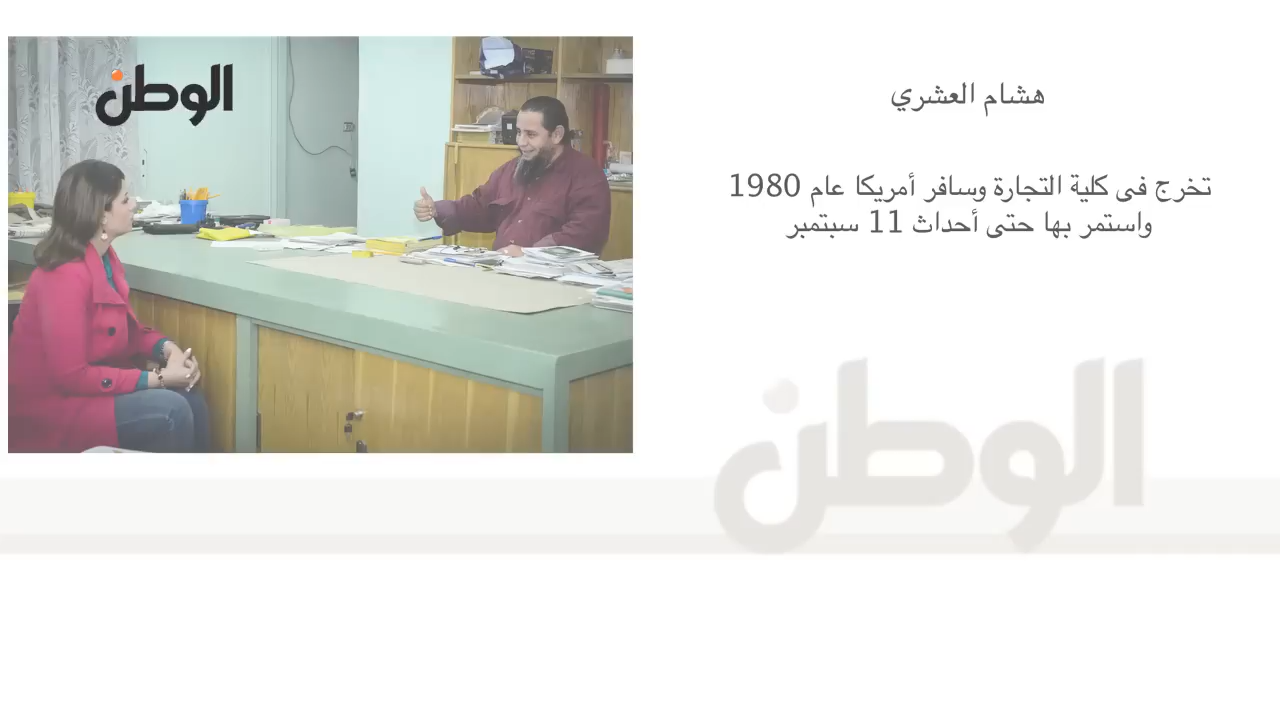 الوطن
هشام العشري
تخرج فى كلية التجارة وسافر أمريكا عام 1980
واستمر بها حتى أحداث 11 سبتمبر
الوطن